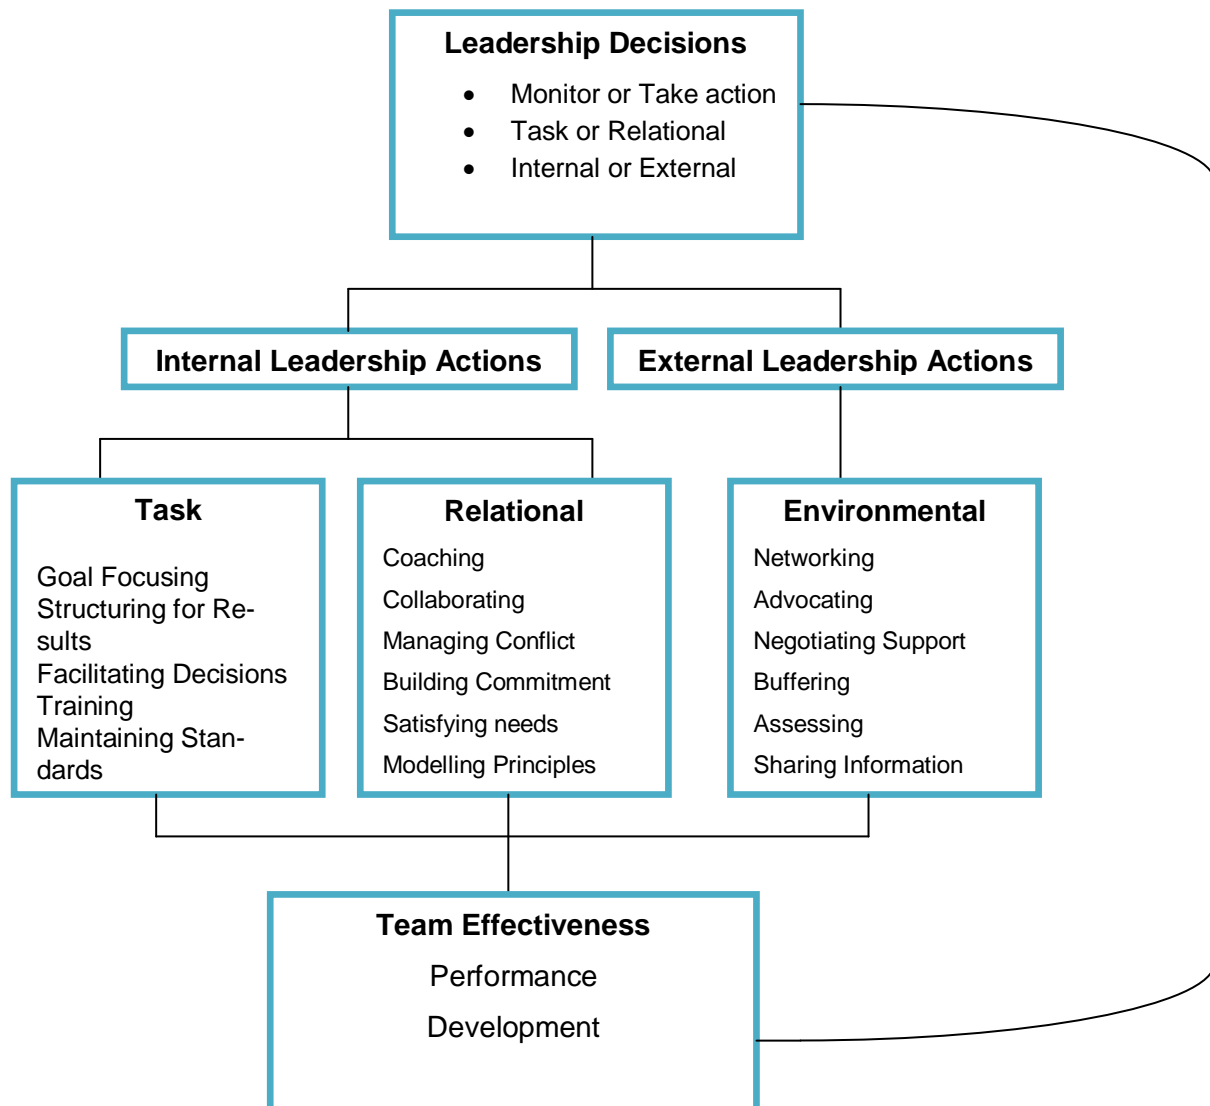 Leadership Decisions
• Monitor or Take action
• Task or Relational
• Internal or External
Internal Leadership Actions
External Leadership Actions
Task
Goal Focusing
Structuring for Re-
sults
Facilitating Decisions
Training
Maintaining Stan-
dards
Relational
Coaching
Collaborating
Managing Conflict
Building Commitment
Satisfying needs
Modelling Principles
Environmental
Networking
Advocating
Negotiating Support
Buffering
Assessing
Sharing Information
Team Effectiveness
Performance
Development